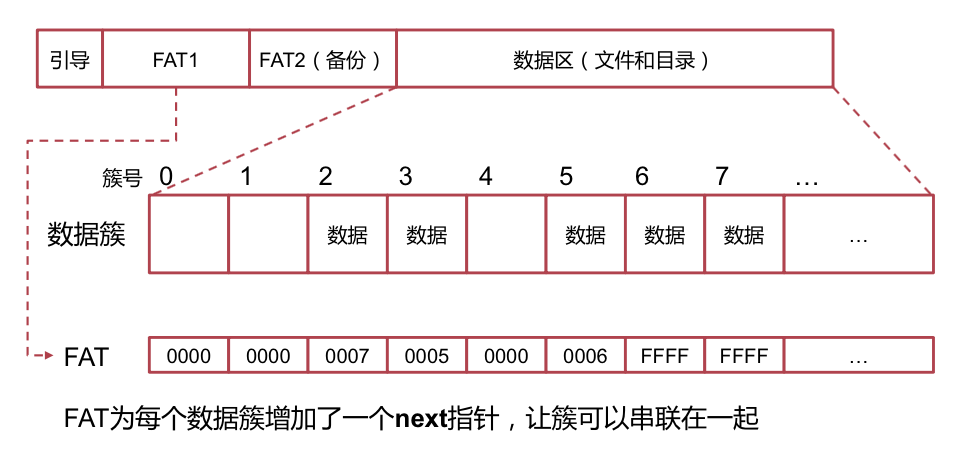 引导 FAT1 FAT2（备份） 数据区（文件和目录）
簇号 0 1 2 3 4 5 6 7 …
数据簇 数据 数据 数据 数据 数据 …
FAT 0000 0000 0007 0005 0000 0006 FFFF FFFF …
FAT为每个数据簇增加了一个next指针，让簇可以串联在一起